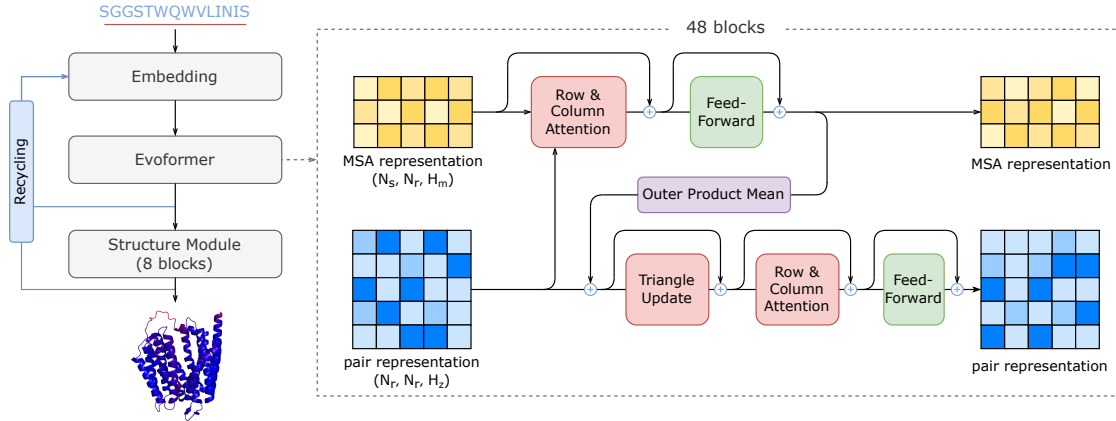 SGGSTWQWVLINIS
Embedding
Evoformer
Recycling
Structure Module
(8 blocks)
48 blocks
MSA representation
(Nₛ, Nᵣ, Hₘ)
Row &
Column
Attention
Feed-
Forward
MSA representation
Outer Product Mean
pair representation
(Nᵣ, Nᵣ, H_z)
Triangle
Update
Row &
Column
Attention
Feed-
Forward
pair representation